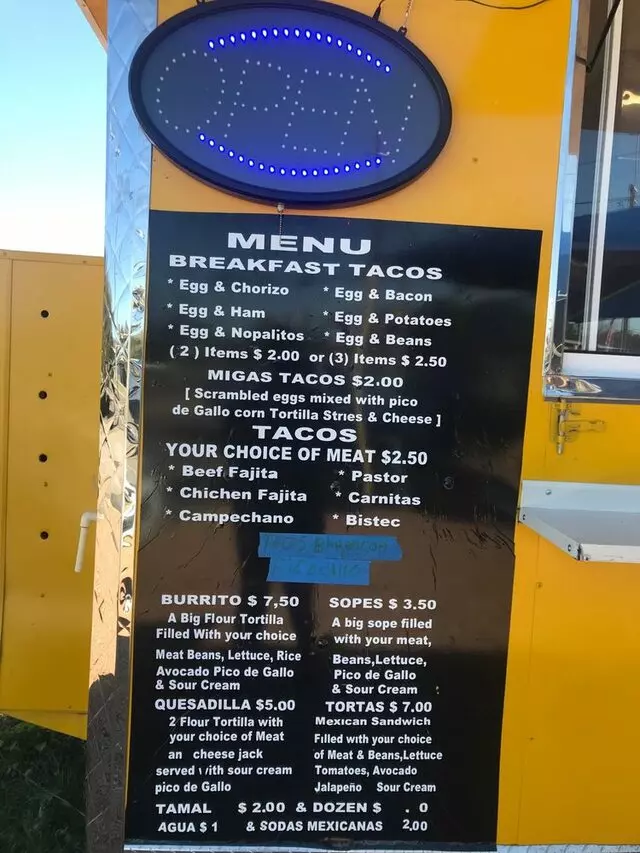 OPEN
MENU
BREAKFAST TACOS
* Egg & Chorizo * Egg & Bacon
* Egg & Ham * Egg & Potatoes
* Egg & Nopalitos * Egg & Beans
( 2 ) Items $ 2.00 or (3) Items $ 2.50
MIGAS TACOS $2.00
[ Scrambled eggs mixed with pico
de Gallo corn Tortilla Stries & Cheese ]
TACOS
YOUR CHOICE OF MEAT $2.50
* Beef Fajita * Pastor
* Chichen Fajita * Carnitas
* Campechano * Bistec
BURRITO $ 7,50
A Big Flour Tortilla
Filled With your choice
Meat Beans, Lettuce, Rice
Avocado Pico de Gallo
& Sour Cream
SOPES $ 3.50
A big sope filled
with your meat,
Beans,Lettuce,
Pico de Gallo
& Sour Cream
QUESADILLA $5.00
2 Flour Tortilla with
your choice of Meat
an cheese jack
served with sour cream
pico de Gallo
TORTAS $ 7.00
Mexican Sandwich
Filled with your choice
of Meat & Beans,Lettuce
Tomatoes, Avocado
Jalapeño Sour Cream
TAMAL $ 2.00 & DOZEN $ . 0
AGUA $ 1 & SODAS MEXICANAS 2,00